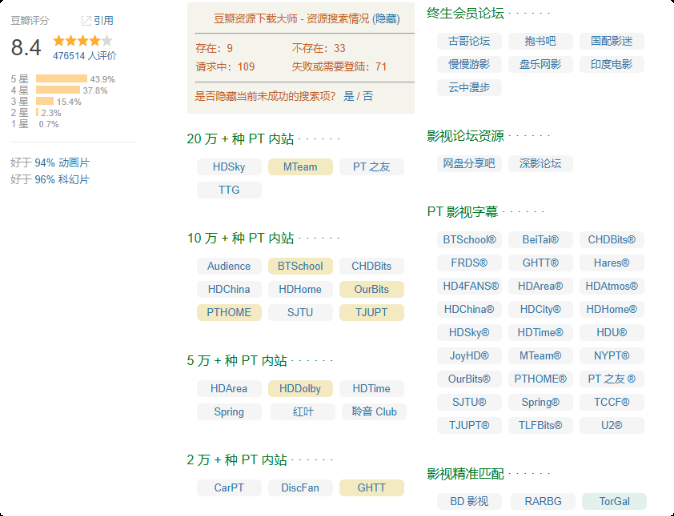 豆瓣评分
引用
8.4
476514 人评价
5 星 43.9%
4 星 37.8%
3 星 15.4%
2 星 2.3%
1 星 0.7%
好于 94% 动画片
好于 96% 科幻片
豆瓣资源下载大师 - 资源搜索情况 (隐藏)
存在：9 不存在：33
请求中：109 失败或需要登陆：71
是否隐藏当前未成功的搜索项? 是 / 否
20 万 + 种 PT 内站 · · · · · ·
HDSky MTeam PT 之友
TTG
10 万 + 种 PT 内站 · · · · · ·
Audience BTSchool CHDBits
HDChina HDHome OurBits
PTHOME SJTU TJUPT
5 万 + 种 PT 内站 · · · · · ·
HDArea HDDolby HDTime
Spring 红叶 聆音 Club
2 万 + 种 PT 内站 · · · · · ·
CarPT DiscFan GHTT
终生会员论坛 · · · · · ·
古哥论坛 抱书吧 国配影迷
慢慢游影 盘乐网影 印度电影
云中漫步
影视论坛资源 · · · · · ·
网盘分享吧 深影论坛
PT 影视字幕 · · · · · ·
BTSchool® BeiTai® CHDBits®
FRDS® GHTT® Hares®
HD4FANS® HDArea® HDAtmos®
HDChina® HDCity® HDHome®
HDSky® HDTime® HDU®
JoyHD® MTeam® NYPT®
OurBits® PTHOME® PT 之友 ®
SJTU® Spring® TCCF®
TJUPT® TLFBits® U2®
影视精准匹配 · · · · · ·
BD 影视 RARBG TorGal